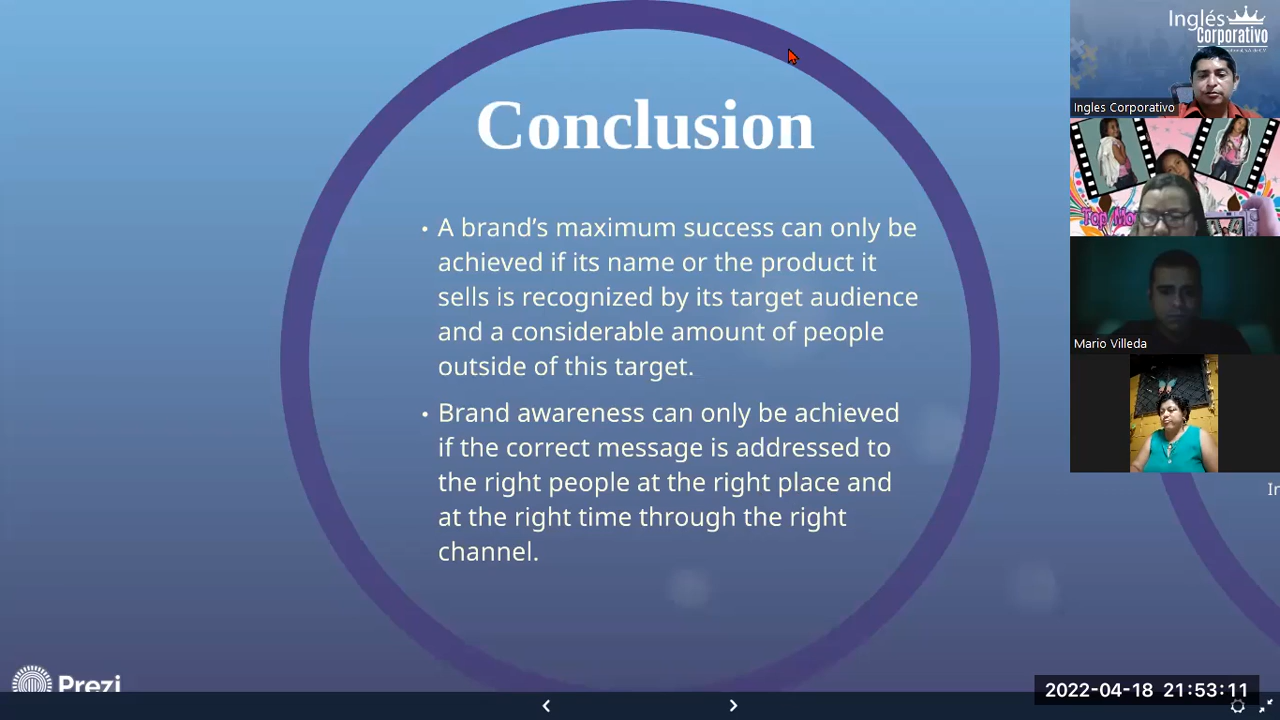 Conclusion
• A brand's maximum success can only be
achieved if its name or the product it
sells is recognized by its target audience
and a considerable amount of people
outside of this target.
• Brand awareness can only be achieved
if the correct message is addressed to
the right people at the right place and
at the right time through the right
channel.
Inglés
Corporativo
Ingles Corporativo
Mario Villeda
Prezi
2022-04-18 21:53:11